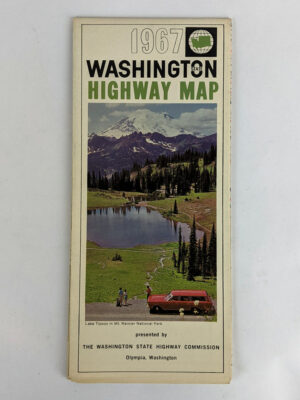 1967
WASHINGTON
HIGHWAY MAP
Lake Tipsoo in Mt. Rainier National Park
presented by
THE WASHINGTON STATE HIGHWAY COMMISSION
Olympia, Washington